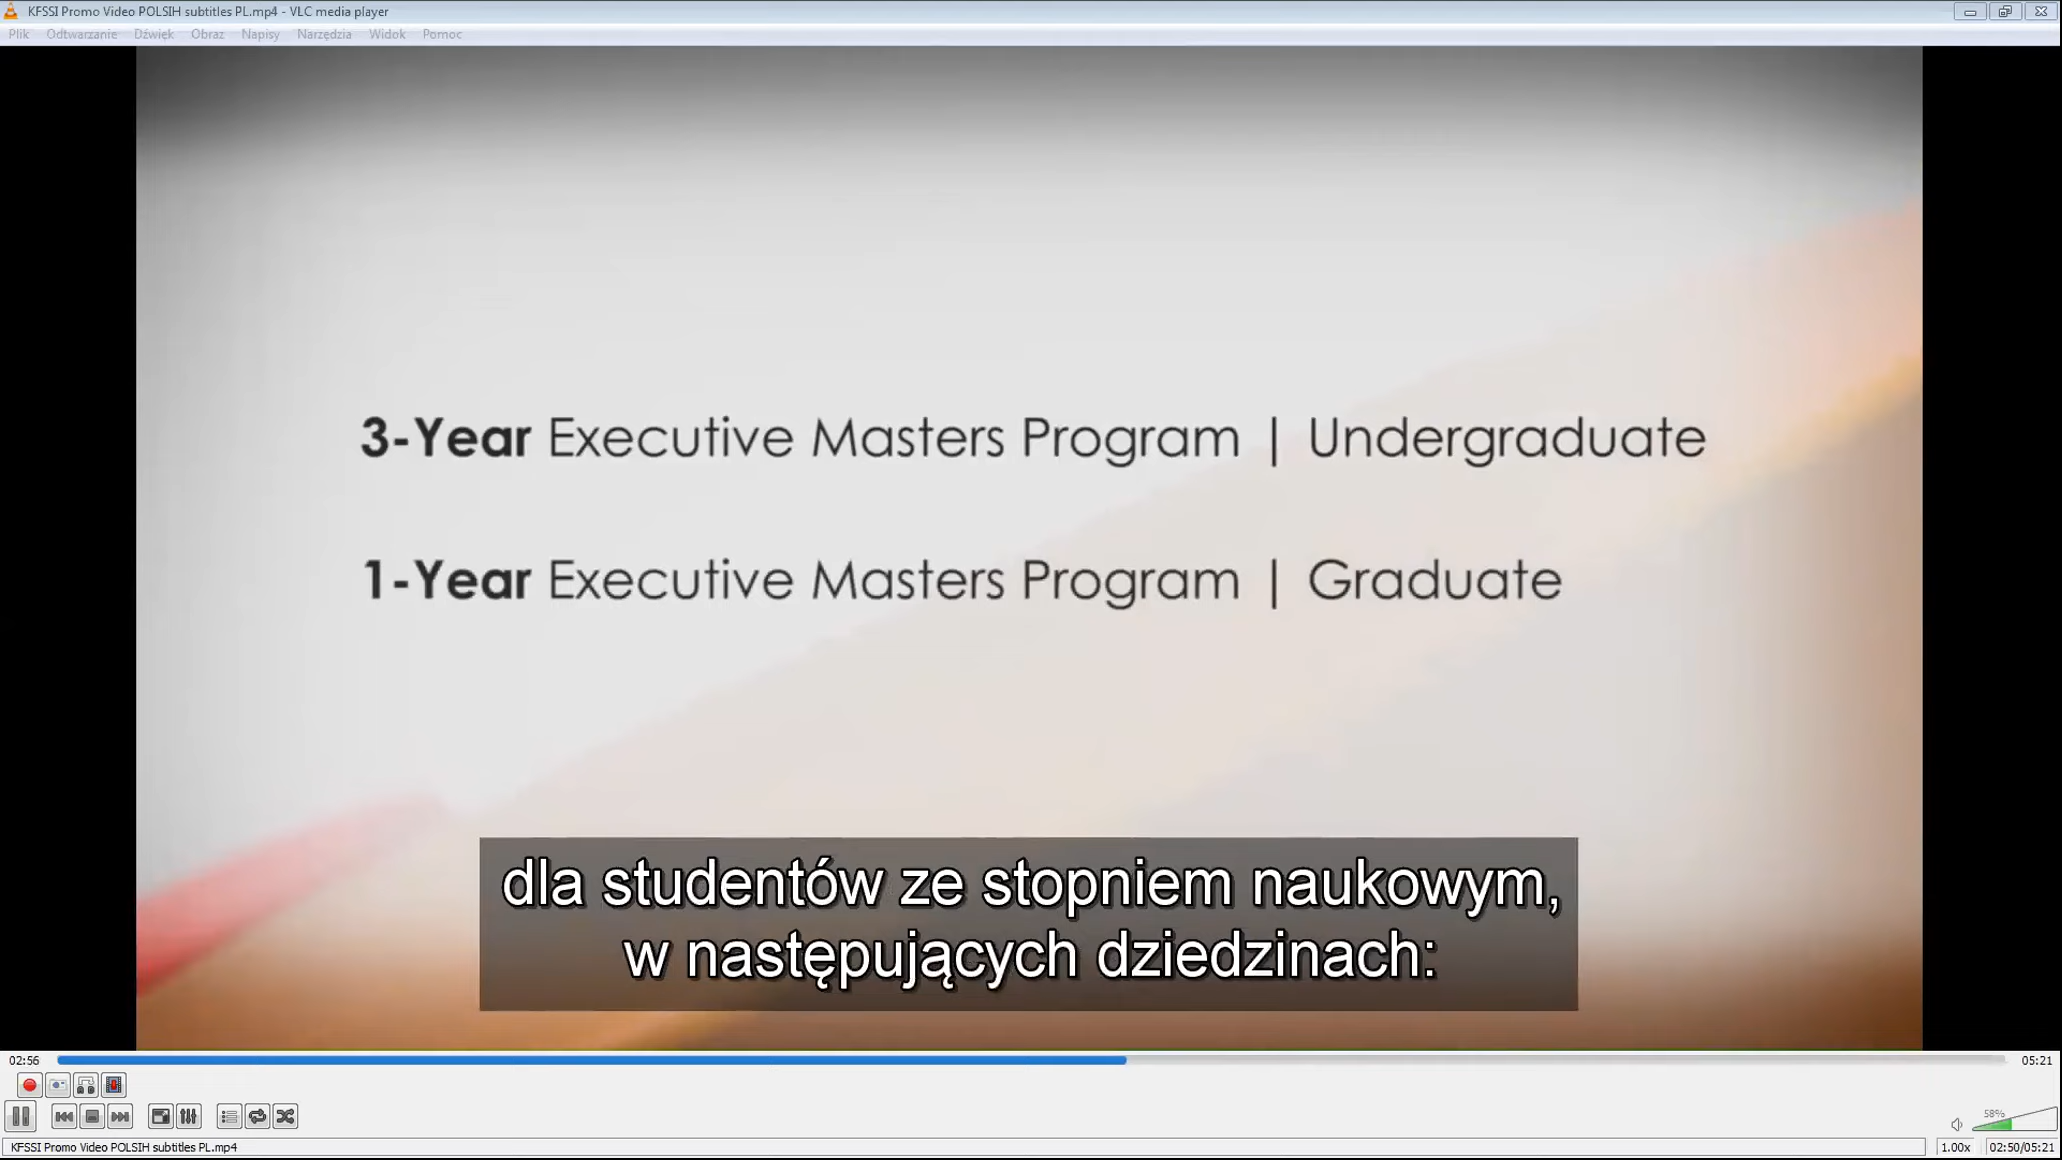 KFSSI Promo Video POLSIH subtitles PL.mp4 - VLC media player
Plik Odtwarzanie Dźwięk Obraz Napisy Narzędzia Widok Pomoc
3-Year Executive Masters Program | Undergraduate
1-Year Executive Masters Program | Graduate
dla studentów ze stopniem naukowym,
w następujących dziedzinach:
02:56 05:21
58%
KFSSI Promo Video POLSIH subtitles PL.mp4 1.00x 02:50/05:21